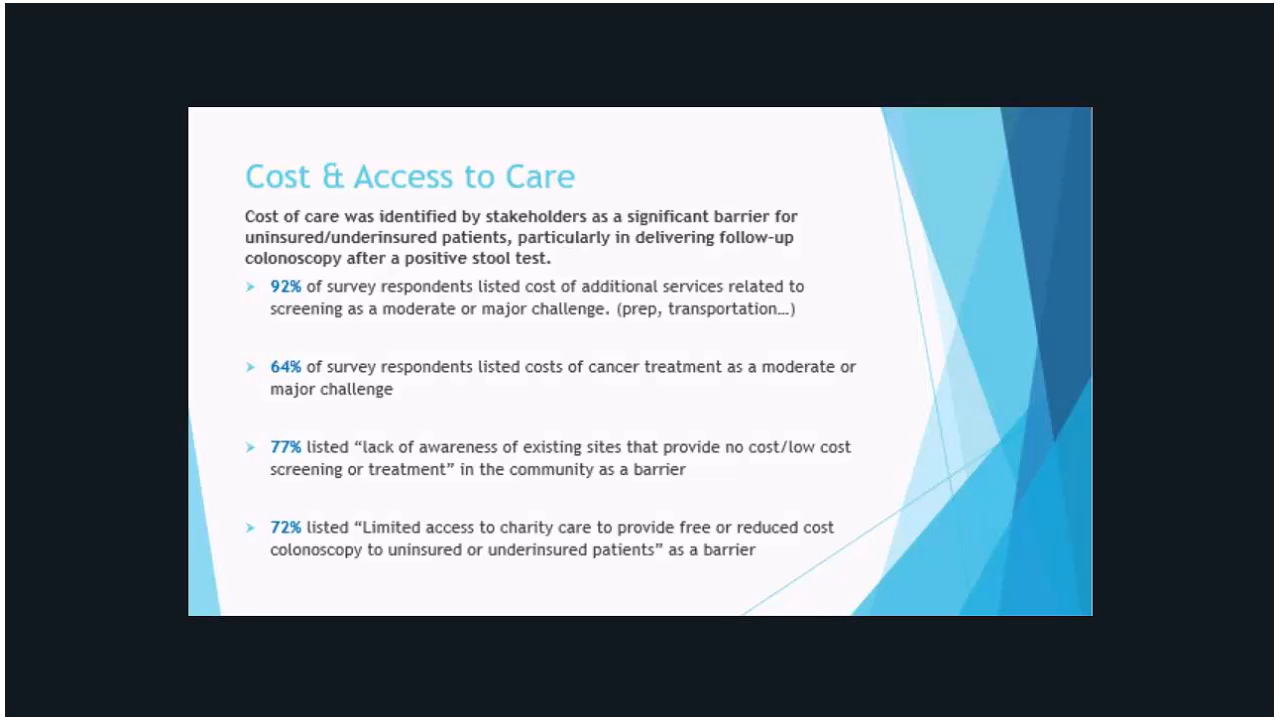 Cost & Access to Care
Cost of care was identified by stakeholders as a significant barrier for
uninsured/underinsured patients, particularly in delivering follow-up
colonoscopy after a positive stool test.
92% of survey respondents listed cost of additional services related to
screening as a moderate or major challenge. (prep, transportation…)
64% of survey respondents listed costs of cancer treatment as a moderate or
major challenge
77% listed “lack of awareness of existing sites that provide no cost/low cost
screening or treatment” in the community as a barrier
72% listed “Limited access to charity care to provide free or reduced cost
colonoscopy to uninsured or underinsured patients” as a barrier